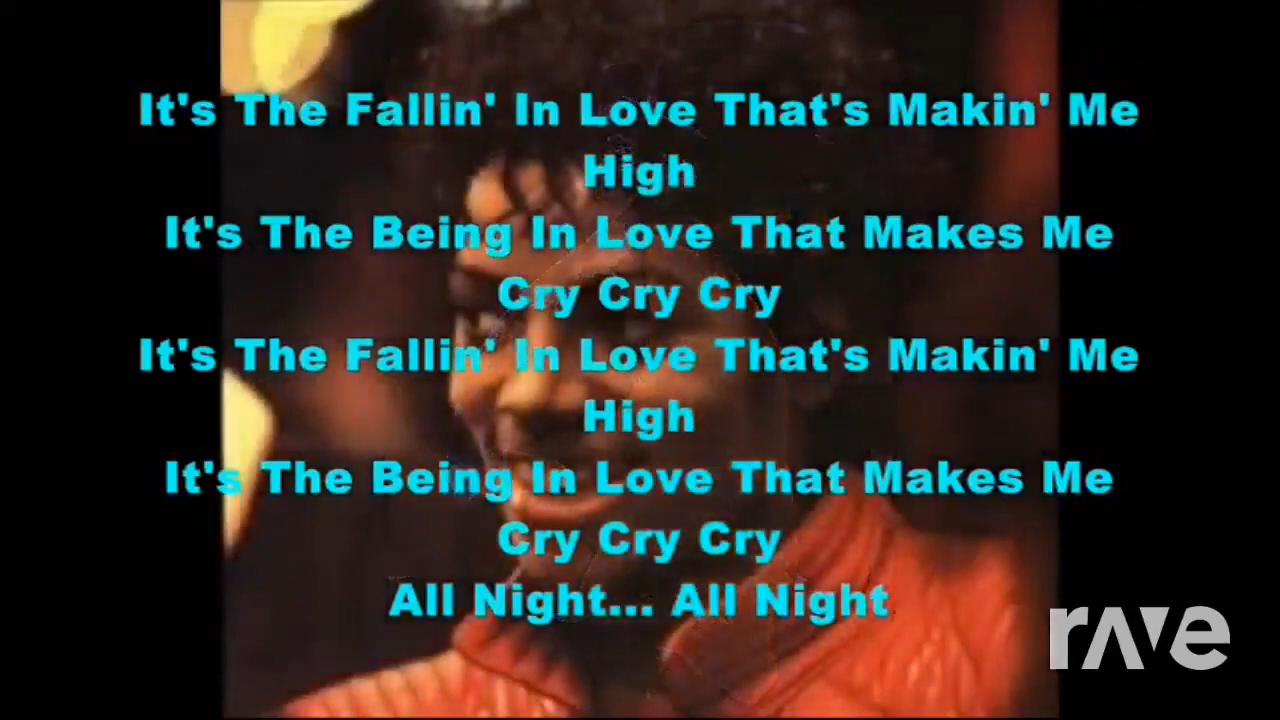 It's The Fallin' In Love That's Makin' Me
High
It's The Being In Love That Makes Me
Cry Cry Cry
It's The Fallin' In Love That's Makin' Me
High
It's The Being In Love That Makes Me
Cry Cry Cry
All Night... All Night
rave